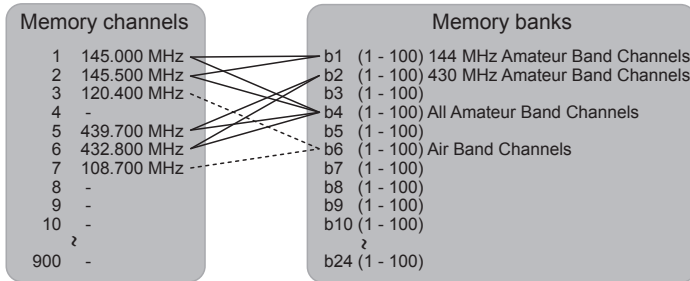 Memory channels
1 145.000 MHz
2 145.500 MHz
3 120.400 MHz
4 -
5 439.700 MHz
6 432.800 MHz
7 108.700 MHz
8 -
9 -
10 -
~
900 -
Memory banks
b1 (1 - 100) 144 MHz Amateur Band Channels
b2 (1 - 100) 430 MHz Amateur Band Channels
b3 (1 - 100)
b4 (1 - 100) All Amateur Band Channels
b5 (1 - 100)
b6 (1 - 100) Air Band Channels
b7 (1 - 100)
b8 (1 - 100)
b9 (1 - 100)
b10 (1 - 100)
~
b24 (1 - 100)